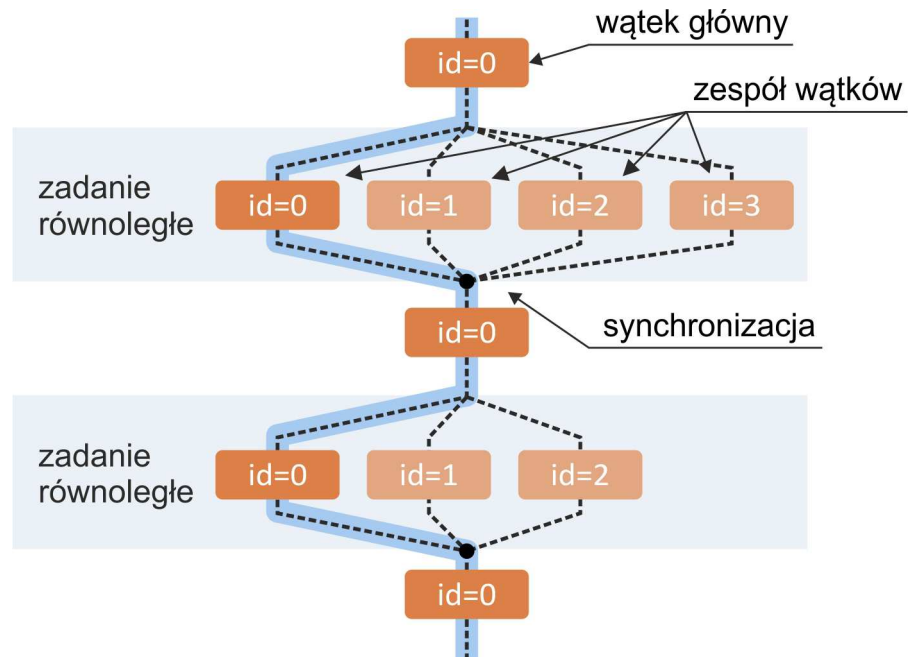 wątek główny
id=0
zespół wątków
zadanie
równoległe
id=0
id=1
id=2
id=3
id=0
synchronizacja
zadanie
równoległe
id=0
id=1
id=2
id=0